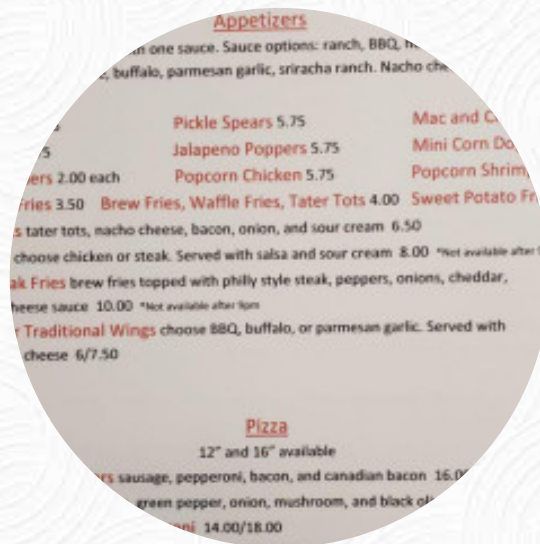 Appetizers
in one sauce. Sauce options: ranch, BBQ,
buffalo, parmesan garlic, sriracha ranch. Nacho
Pickle Spears 5.75 Mac and
5 Jalapeno Poppers 5.75 Mini Corn
ers 2.00 each Popcorn Chicken 5.75 Popcorn Shrim
ries 3.50 Brew Fries, Waffle Fries, Tater Tots 4.00 Sweet Potato Fr
s tater tots, nacho cheese, bacon, onion, and sour cream 6.50
choose chicken or steak. Served with salsa and sour cream 8.00 *Not available after
ak Fries brew fries topped with philly style steak, peppers, onions, cheddar,
heese sauce 10.00 *Not available after 9pm
Traditional Wings choose BBQ, buffalo, or parmesan garlic. Served with
cheese 6/7.50
Pizza
12" and 16" available
rs sausage, pepperoni, bacon, and canadian bacon 16.00
green pepper, onion, mushroom, and black
ni 14.00/18.00